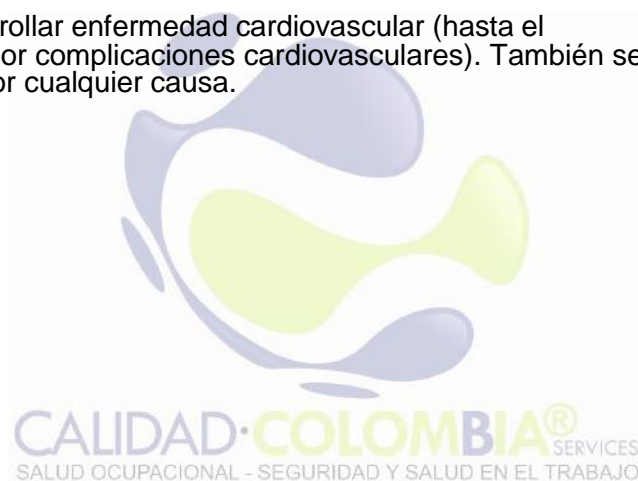 rollar enfermedad cardiovascular (hasta el
or complicaciones cardiovasculares). También se
or cualquier causa.
CALIDAD·COLOMBIA® SERVICES
SALUD OCUPACIONAL - SEGURIDAD Y SALUD EN EL TRABAJO